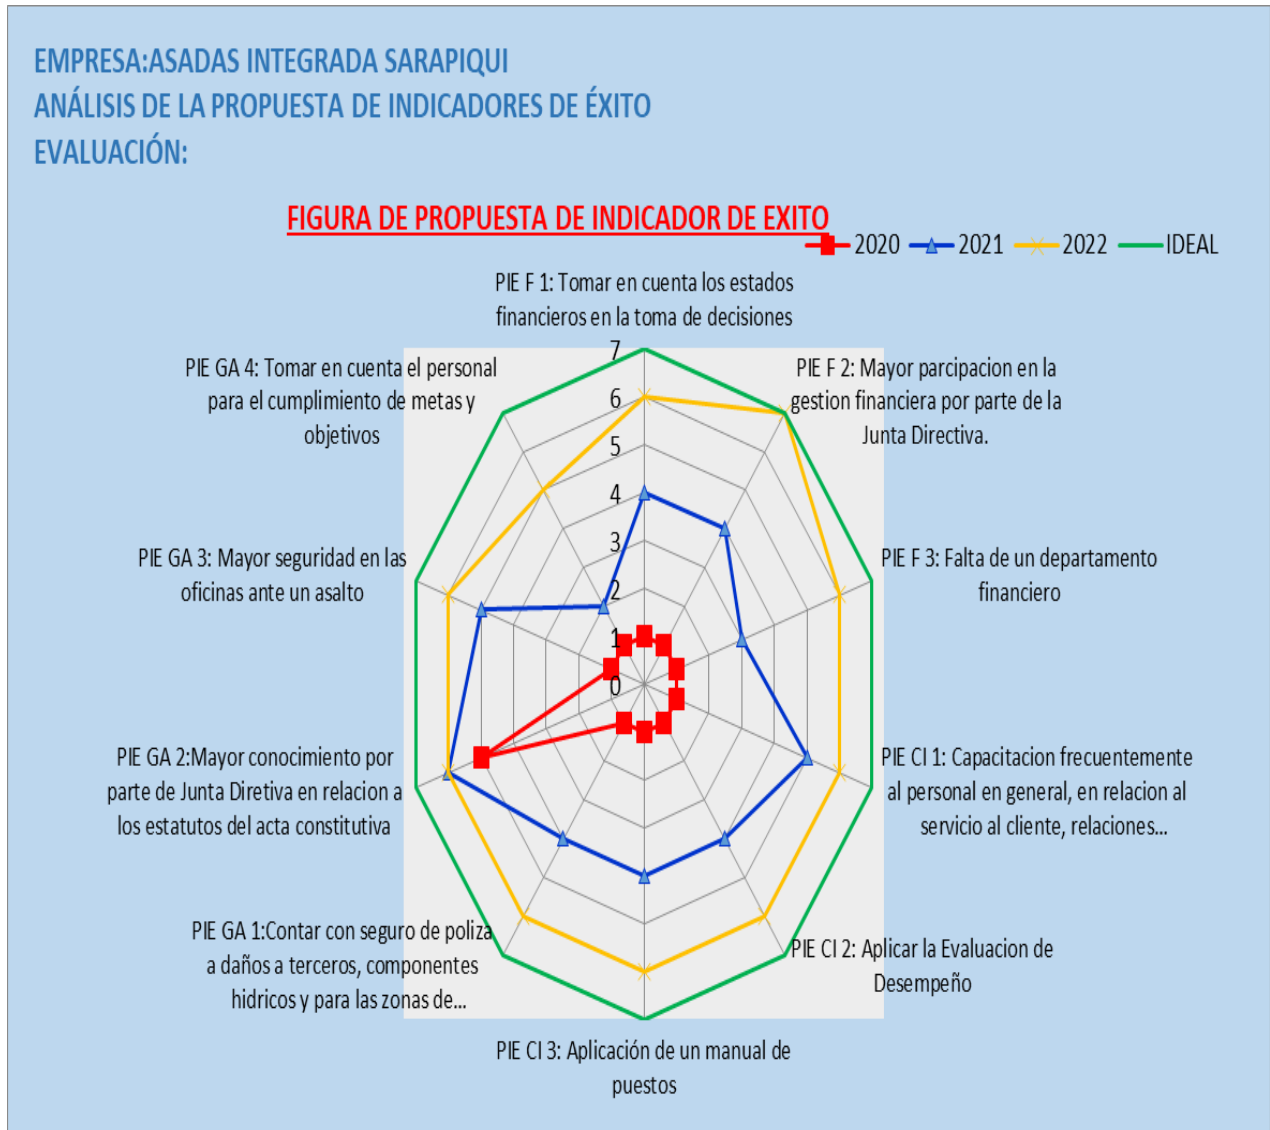 EMPRESA:ASADAS INTEGRADA SARAPIQUI
ANÁLISIS DE LA PROPUESTA DE INDICADORES DE ÉXITO
EVALUACIÓN:
FIGURA DE PROPUESTA DE INDICADOR DE EXITO
2020
2021
2022
IDEAL
PIE F 1: Tomar en cuenta los estados
financieros en la toma de decisiones
PIE F 2: Mayor parcipacion en la
gestion financiera por parte de la
Junta Directiva.
PIE F 3: Falta de un departamento
financiero
PIE CI 1: Capacitacion frecuentemente
al personal en general, en relacion al
servicio al cliente, relaciones...
PIE CI 2: Aplicar la Evaluacion de
Desempeño
PIE CI 3: Aplicación de un manual de
puestos
PIE GA 1:Contar con seguro de poliza
a daños a terceros, componentes
hidricos y para las zonas de...
PIE GA 2:Mayor conocimiento por
parte de Junta Diretiva en relacion a
los estatutos del acta constitutiva
PIE GA 3: Mayor seguridad en las
oficinas ante un asalto
PIE GA 4: Tomar en cuenta el personal
para el cumplimiento de metas y
objetivos
7
6
5
4
3
2
1
0